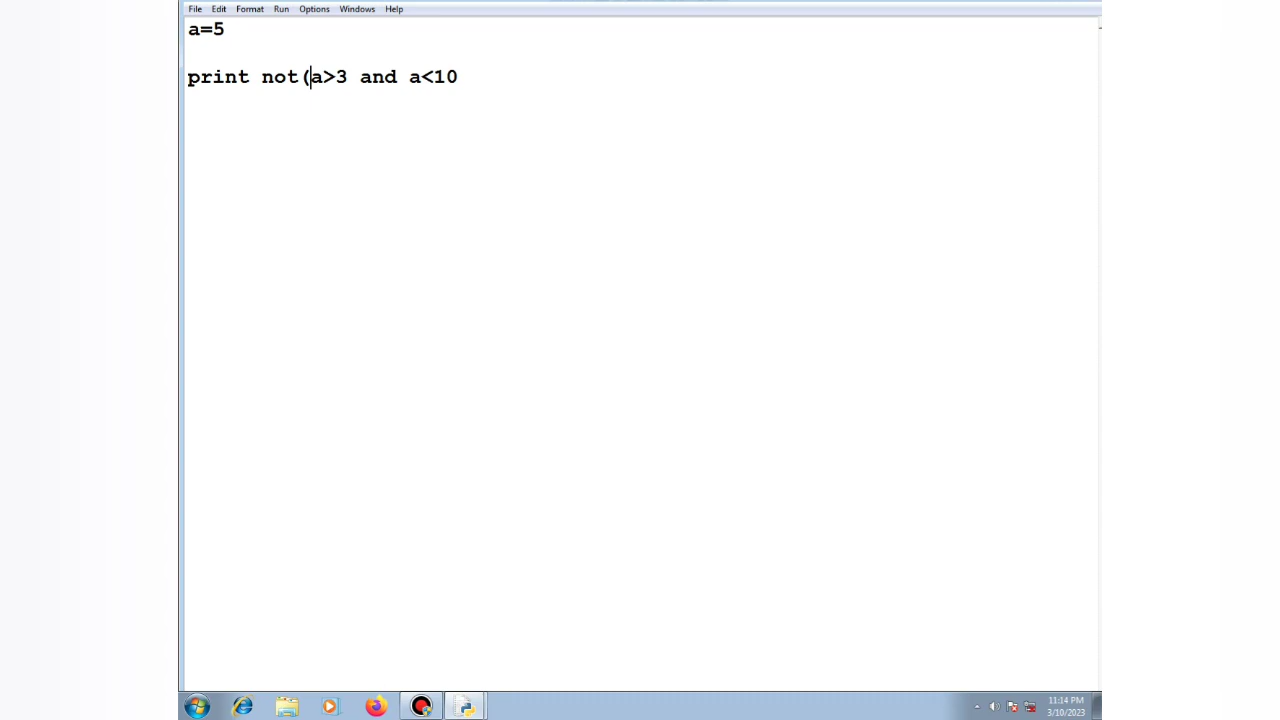 File Edit Format Run Options Windows Help
a=5
print not(a>3 and a<10
11:14 PM
3/10/2023